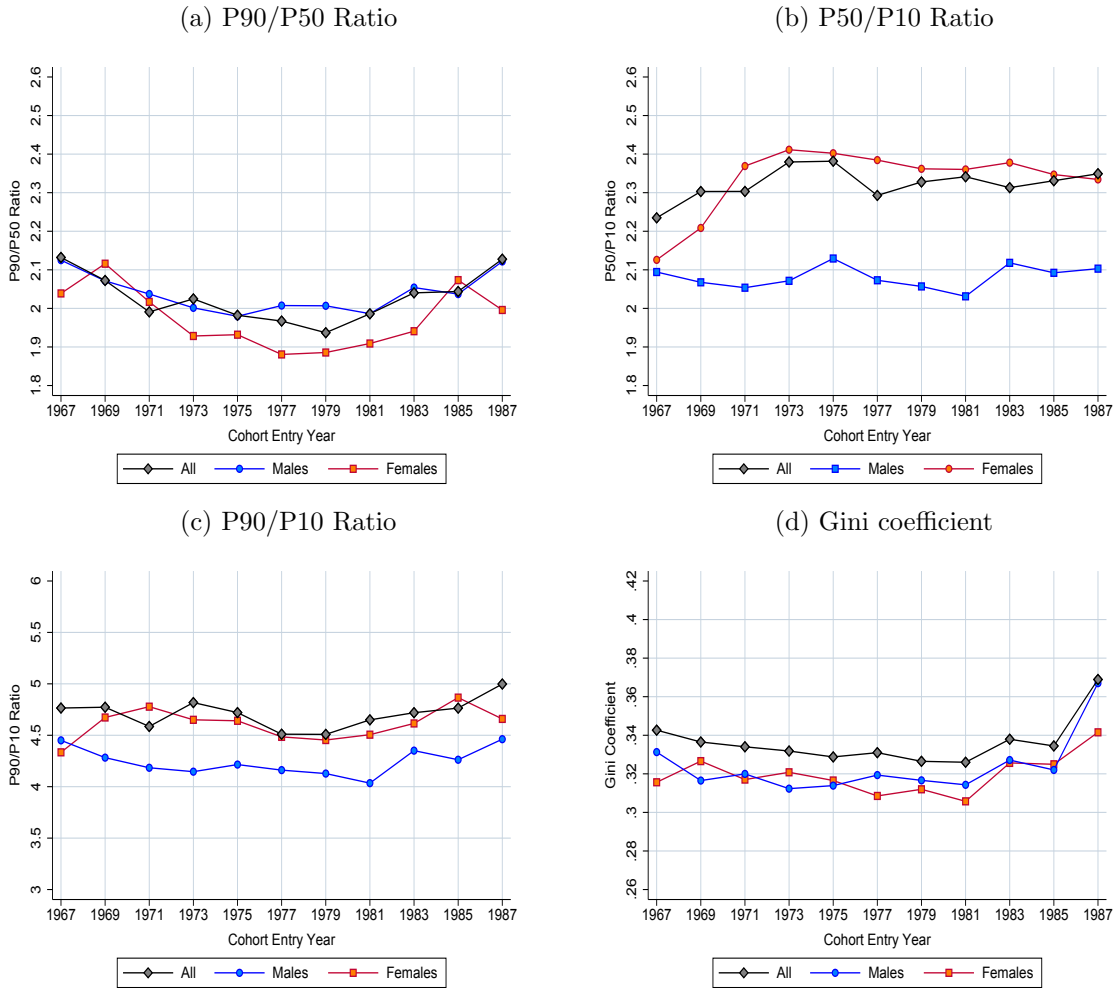 (a) P90/P50 Ratio
P90/P50 Ratio
2.6
2.5
2.4
2.3
2.2
2.1
2
1.9
1.8
1967 1969 1971 1973 1975 1977 1979 1981 1983 1985 1987
Cohort Entry Year
All Males Females
(b) P50/P10 Ratio
P50/P10 Ratio
2.6
2.5
2.4
2.3
2.2
2.1
2
1.9
1.8
1967 1969 1971 1973 1975 1977 1979 1981 1983 1985 1987
Cohort Entry Year
All Males Females
(c) P90/P10 Ratio
P90/P10 Ratio
6
5.5
5
4.5
4
3.5
3
1967 1969 1971 1973 1975 1977 1979 1981 1983 1985 1987
Cohort Entry Year
All Males Females
(d) Gini coefficient
Gini Coefficient
.42
.4
.38
.36
.34
.32
.3
.28
.26
1967 1969 1971 1973 1975 1977 1979 1981 1983 1985 1987
Cohort Entry Year
All Males Females